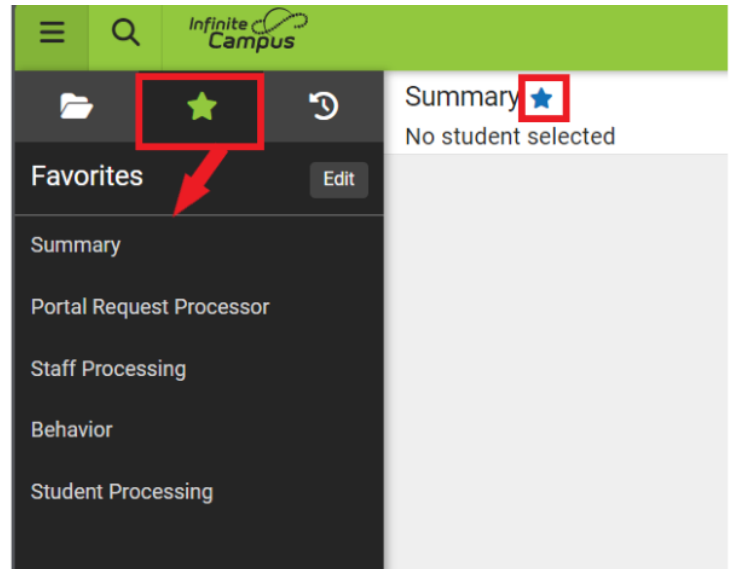 Infinite
Campus
Summary
No student selected
Favorites
Edit
Summary
Portal Request Processor
Staff Processing
Behavior
Student Processing